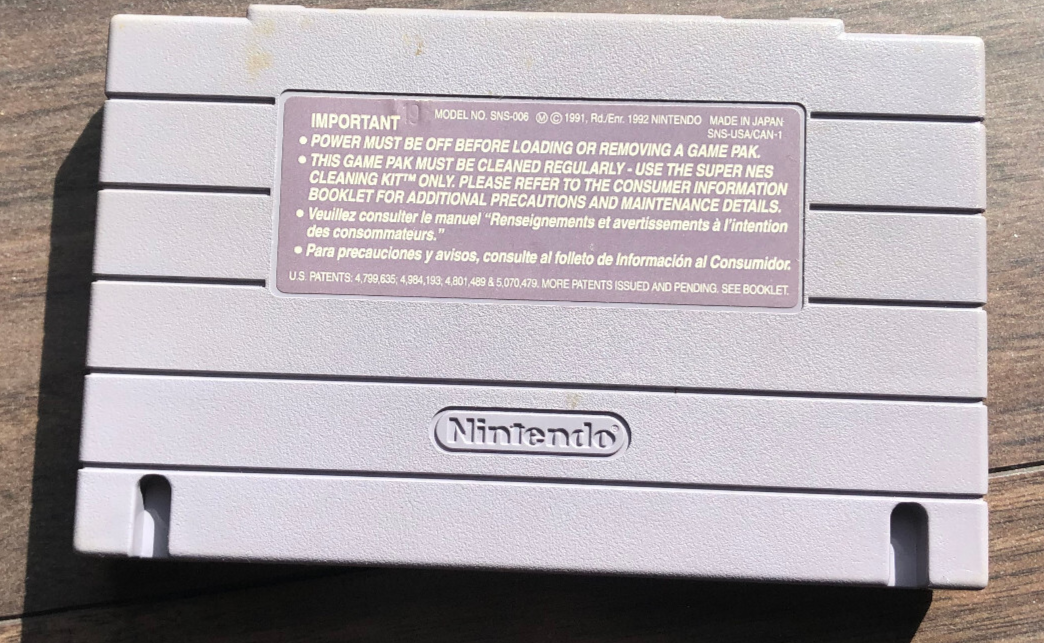 IMPORTANT MODEL NO. SNS-006 Ⓜ © 1991, Rd./Enr. 1992 NINTENDO MADE IN JAPAN
SNS-USA/CAN-1
• POWER MUST BE OFF BEFORE LOADING OR REMOVING A GAME PAK.
• THIS GAME PAK MUST BE CLEANED REGULARLY - USE THE SUPER NES
CLEANING KIT™ ONLY. PLEASE REFER TO THE CONSUMER INFORMATION
BOOKLET FOR ADDITIONAL PRECAUTIONS AND MAINTENANCE DETAILS.
• Veuillez consulter le manuel “Renseignements et avertissements à l’intention
des consommateurs.”
• Para precauciones y avisos, consulte al folleto de Información al Consumidor.
U.S. PATENTS: 4,799,635; 4,984,193; 4,801,489 & 5,070,479. MORE PATENTS ISSUED AND PENDING. SEE BOOKLET.
Nintendo®